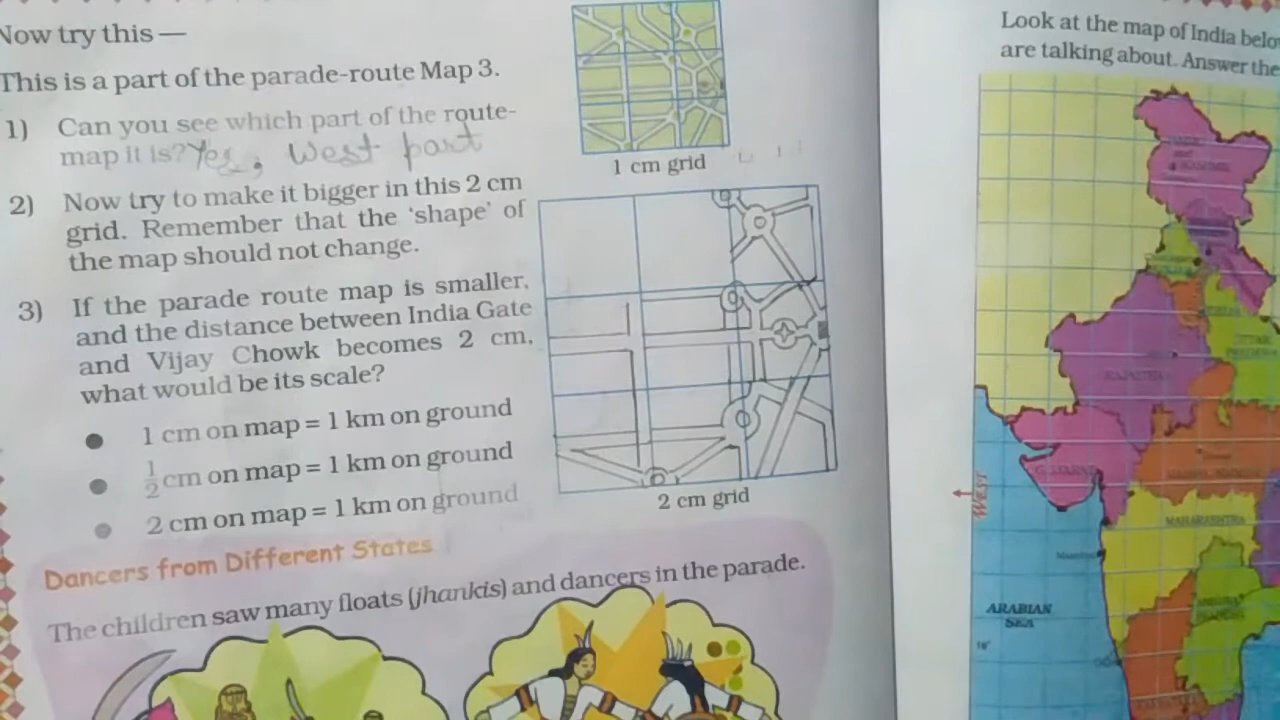 Now try this —
This is a part of the parade-route Map 3.
1) Can you see which part of the route-
map it is? Yes, West part
1 cm grid
2) Now try to make it bigger in this 2 cm
grid. Remember that the 'shape' of
the map should not change.
3) If the parade route map is smaller,
and the distance between India Gate
and Vijay Chowk becomes 2 cm,
what would be its scale?
● 1 cm on map = 1 km on ground
● 1/2 cm on map = 1 km on ground
● 2 cm on map = 1 km on ground
2 cm grid
Dancers from Different States
The children saw many floats (jhankis) and dancers in the parade.
Look at the map of India belo
are talking about. Answer the
WEST
GUJARAT
MAHARASHTRA
ARABIAN
SEA